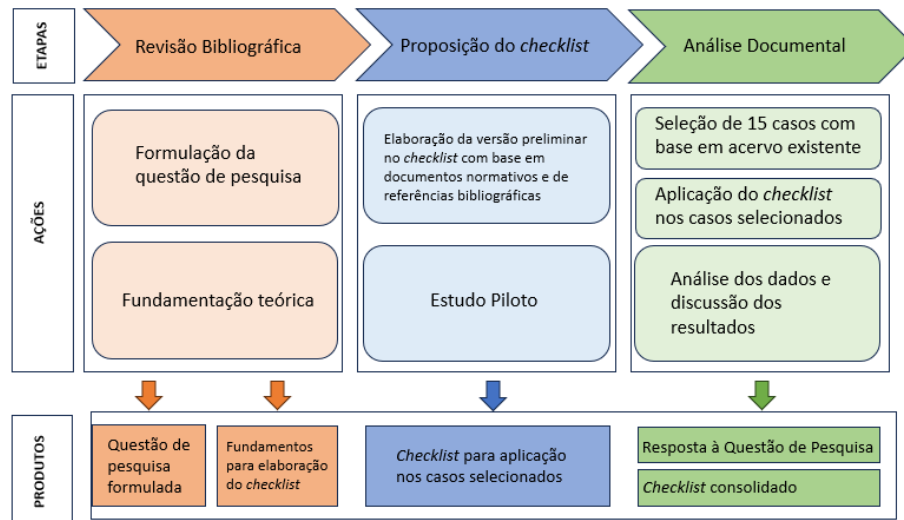 ETAPAS
Revisão Bibliográfica
Proposição do checklist
Análise Documental
AÇÕES
Formulação da
questão de pesquisa
Fundamentação teórica
Elaboração da versão preliminar
no checklist com base em
documentos normativos e de
referências bibliográficas
Estudo Piloto
Seleção de 15 casos com
base em acervo existente
Aplicação do checklist
nos casos selecionados
Análise dos dados e
discussão dos
resultados
PRODUTOS
Questão de
pesquisa
formulada
Fundamentos
para elaboração
do checklist
Checklist para aplicação
nos casos selecionados
Resposta à Questão de Pesquisa
Checklist consolidado